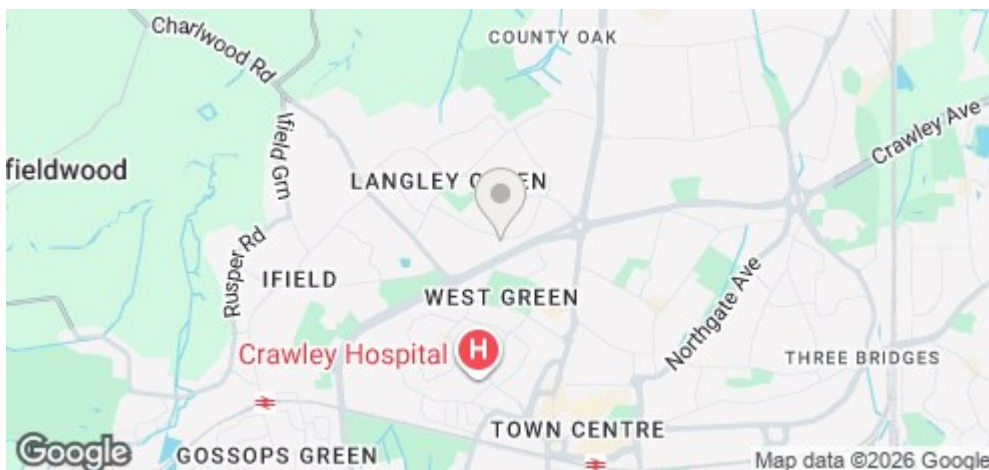 Charlwood Rd
COUNTY OAK
Ifield Grn
Crawley Ave
fieldwood
LANGLEY G EN
Rusper Rd
IFIELD
WEST GREEN
Northgate Ave
Crawley Hospital
H
THREE BRIDGES
TOWN CENTRE
GOSSOPS GREEN
Google
Map data ©2026 Google